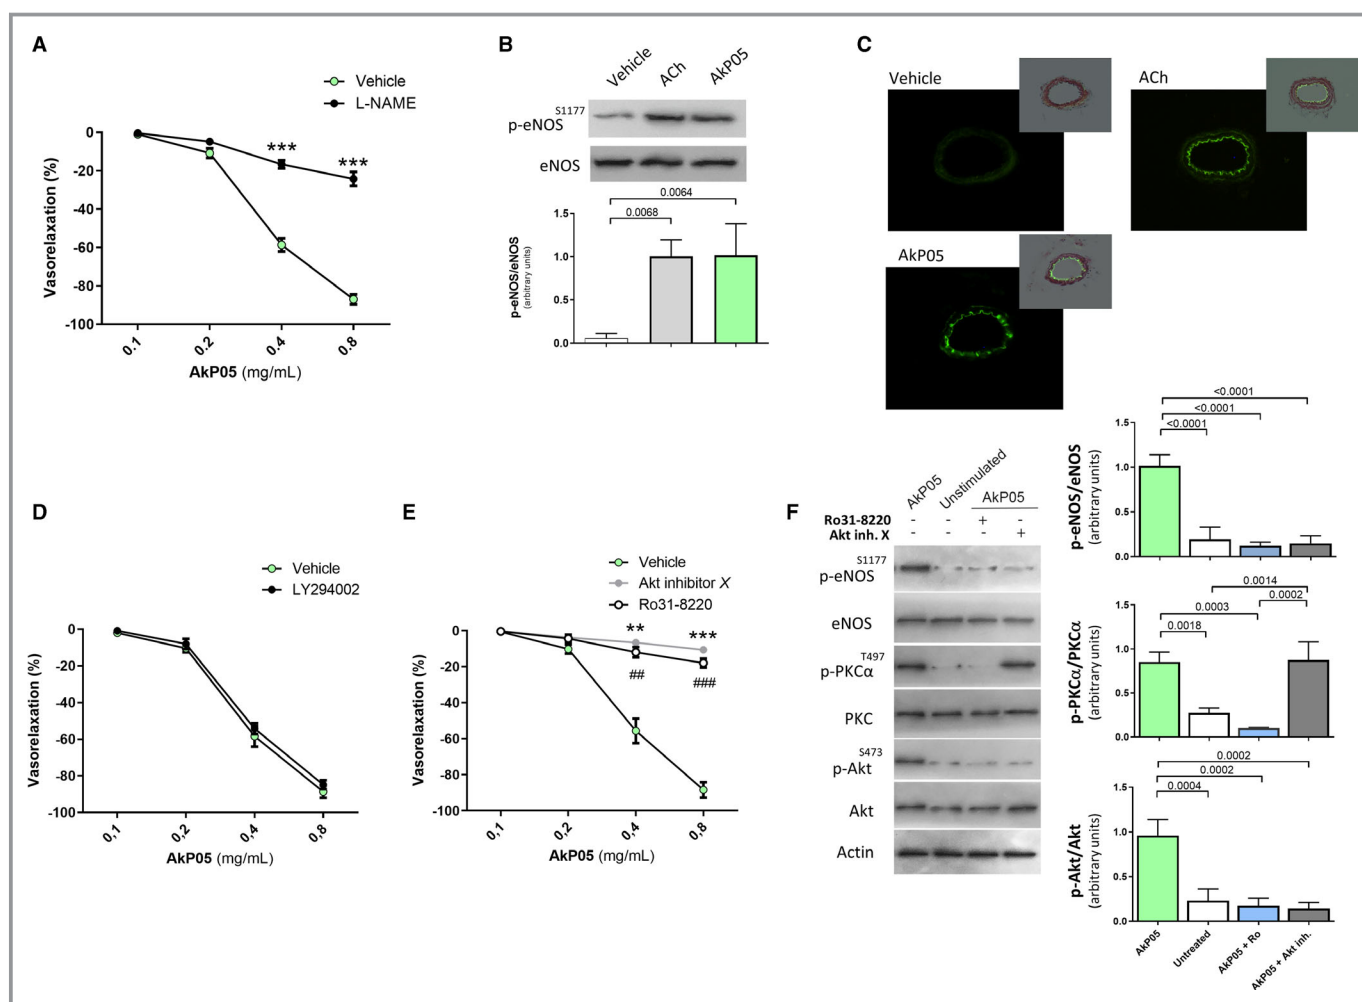 A
Vehicle
L-NAME
Vasorelaxation (%)
0
-20
-40
-60
-80
-100
***
***
0.1
0.2
0.4
0.8
AkP05 (mg/mL)
B
Vehicle
ACh
AkP05
p-eNOS S1177
eNOS
0.0064
0.0068
p-eNOS/eNOS
(arbitrary units)
1.5
1.0
0.5
0.0
C
Vehicle
ACh
AkP05
D
Vehicle
LY294002
Vasorelaxation (%)
0
-20
-40
-60
-80
-100
0,1
0,2
0,4
0,8
AkP05 (mg/mL)
E
Vehicle
Akt inhibitor X
Ro31-8220
Vasorelaxation (%)
0
-20
-40
-60
-80
-100
**
***
##
###
0,1
0,2
0,4
0,8
AkP05 (mg/mL)
F
AkP05
Unstimulated
AkP05
Ro31-8220 - - + -
Akt inh. X - - - +
p-eNOS S1177
eNOS
p-PKCα T497
PKC
p-Akt S473
Akt
Actin
<0.0001
<0.0001
<0.0001
p-eNOS/eNOS
(arbitrary units)
1.5
1.0
0.5
0.0
0.0014
0.0002
0.0003
0.0018
p-PKCα/PKCα
(arbitrary units)
1.5
1.0
0.5
0.0
0.0002
0.0002
0.0004
p-Akt/Akt
(arbitrary units)
1.5
1.0
0.5
0.0
AkP05
Untreated
AkP05 + Ro
AkP05 + Akt inh.